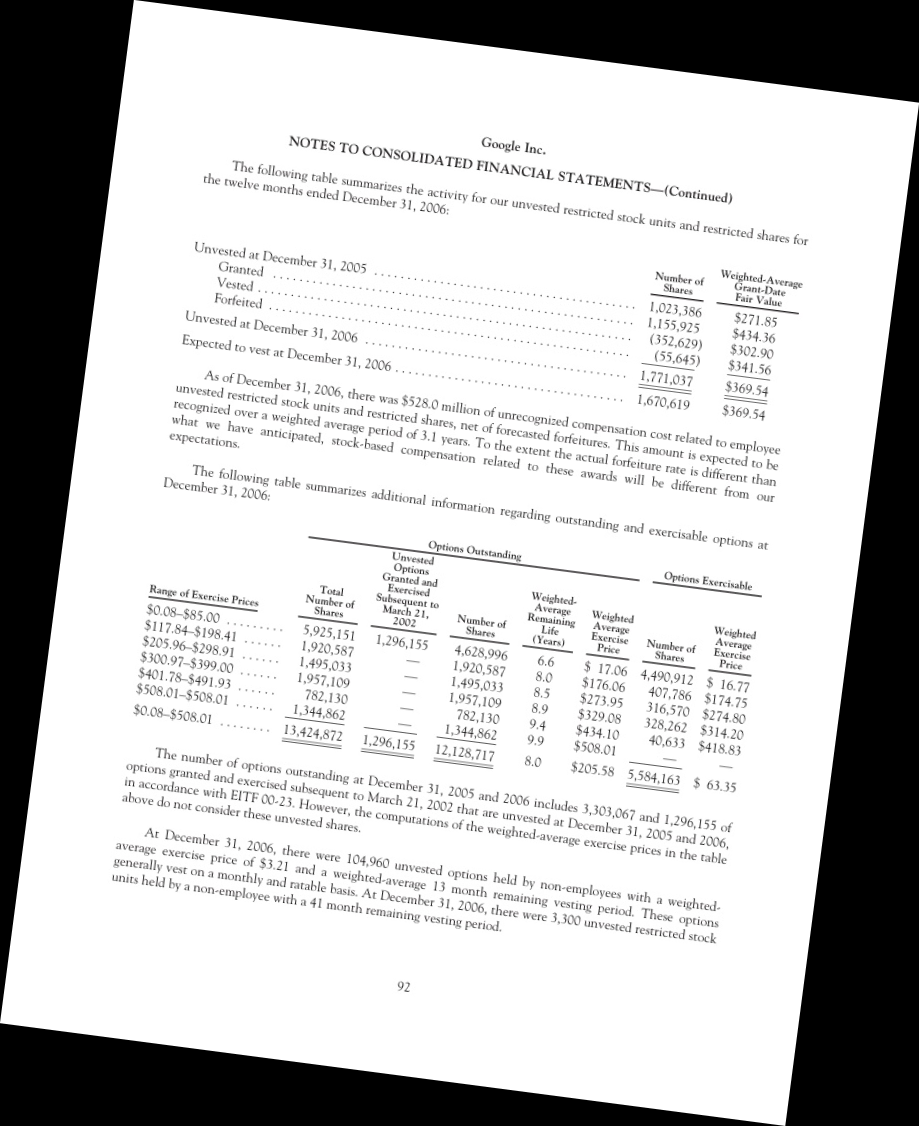 Google Inc.
NOTES TO CONSOLIDATED FINANCIAL STATEMENTS—(Continued)
The following table summarizes the activity for our unvested restricted stock units and restricted shares for
the twelve months ended December 31, 2006:
Number of Shares Weighted-Average Grant-Date Fair Value
Unvested at December 31, 2005 . . . . . . . . . . 1,023,386 $271.85
Granted . . . . . . . . . . 1,155,925 $434.36
Vested . . . . . . . . . . (352,629) $302.90
Forfeited . . . . . . . . . . (55,645) $341.56
Unvested at December 31, 2006 . . . . . . . . . . 1,771,037 $369.54
Expected to vest at December 31, 2006 . . . . . . . . . . 1,670,619 $369.54
As of December 31, 2006, there was $528.0 million of unrecognized compensation cost related to employee
unvested restricted stock units and restricted shares, net of forecasted forfeitures. This amount is expected to be
recognized over a weighted average period of 3.1 years. To the extent the actual forfeiture rate is different than
what we have anticipated, stock-based compensation related to these awards will be different from our
expectations.
The following table summarizes additional information regarding outstanding and exercisable options at
December 31, 2006:
Options Outstanding Options Exercisable
Range of Exercise Prices Total Number of Shares Unvested Options Granted and Exercised Subsequent to March 21, 2002 Number of Shares Weighted-Average Remaining Life (Years) Weighted Average Exercise Price Number of Shares Weighted Average Exercise Price
$0.08–$85.00 . . . . . . . . . 5,925,151 1,296,155 4,628,996 6.6 $ 17.06 4,490,912 $ 16.77
$117.84–$198.41 . . . . . . 1,920,587 — 1,920,587 8.0 $176.06 407,786 $174.75
$205.96–$298.91 . . . . . . 1,495,033 — 1,495,033 8.5 $273.95 316,570 $274.80
$300.97–$399.00 . . . . . . 1,957,109 — 1,957,109 8.9 $329.08 328,262 $314.20
$401.78–$491.93 . . . . . . 782,130 — 782,130 9.4 $434.10 40,633 $418.83
$508.01–$508.01 . . . . . . 1,344,862 — 1,344,862 9.9 $508.01 — —
$0.08–$508.01 . . . . . . . . 13,424,872 1,296,155 12,128,717 8.0 $205.58 5,584,163 $ 63.35
The number of options outstanding at December 31, 2005 and 2006 includes 3,303,067 and 1,296,155 of
options granted and exercised subsequent to March 21, 2002 that are unvested at December 31, 2005 and 2006,
in accordance with EITF 00-23. However, the computations of the weighted-average exercise prices in the table
above do not consider these unvested shares.
At December 31, 2006, there were 104,960 unvested options held by non-employees with a weighted-
average exercise price of $3.21 and a weighted-average 13 month remaining vesting period. These options
generally vest on a monthly and ratable basis. At December 31, 2006, there were 3,300 unvested restricted stock
units held by a non-employee with a 41 month remaining vesting period.
92